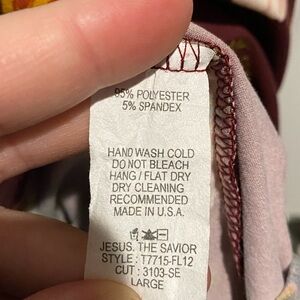 95% POLYESTER
5% SPANDEX
HAND WASH COLD
DO NOT BLEACH
HANG / FLAT DRY
DRY CLEANING
RECOMMENDED
MADE IN U.S.A.
JESUS. THE SAVIOR
STYLE : T7715-FL12
CUT : 3103-SE
LARGE